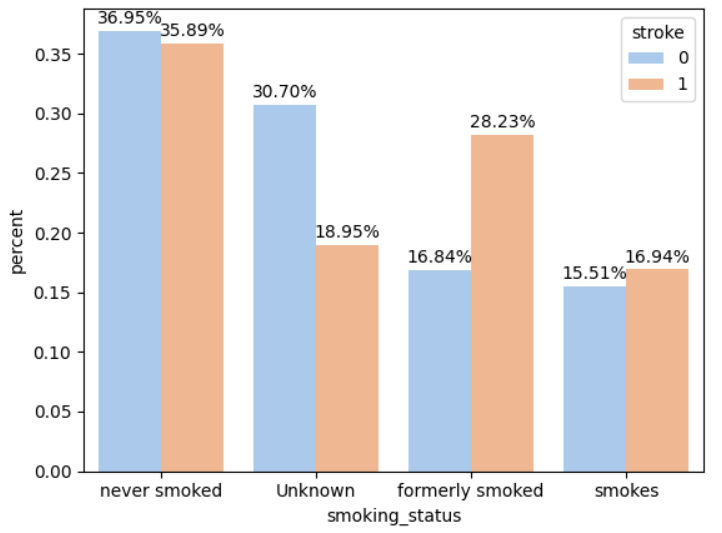 36.95%
35.89%
30.70%
18.95%
16.84%
28.23%
15.51%
16.94%
stroke
0
1
percent
0.35
0.30
0.25
0.20
0.15
0.10
0.05
0.00
never smoked
Unknown
formerly smoked
smokes
smoking_status